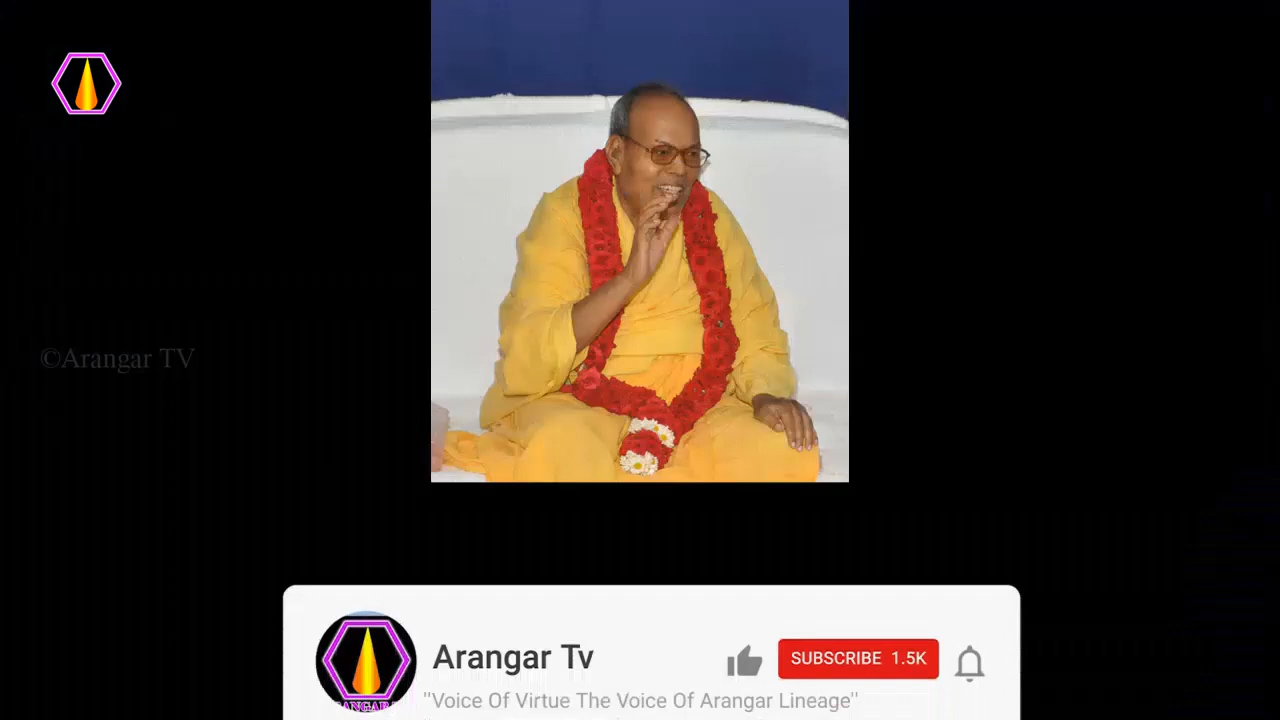 ©Arangar TV
Arangar Tv
SUBSCRIBE 1.5K
"Voice Of Virtue The Voice Of Arangar Lineage"